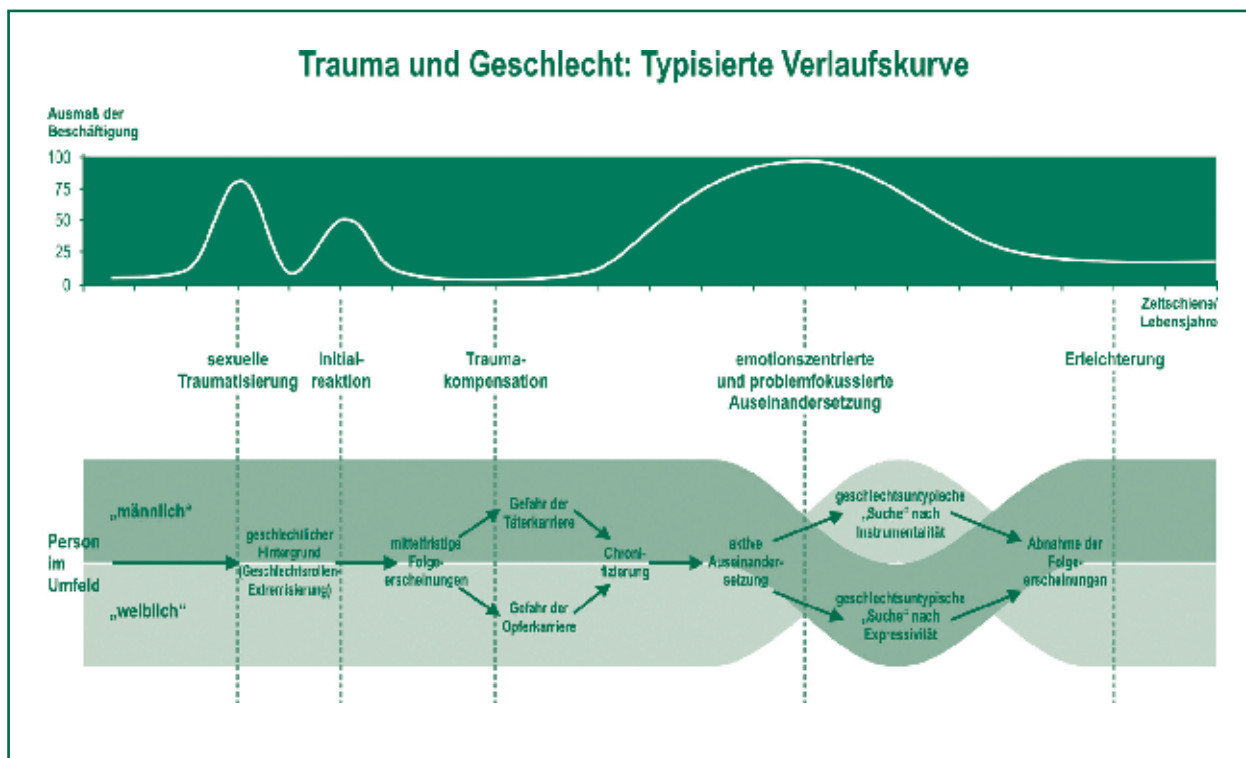 Trauma und Geschlecht: Typisierte Verlaufskurve
Ausmaß der
Beschäftigung
100
75
50
25
0
Zeitschiene/
Lebensjahre
sexuelle
Traumatisierung
Initial-
reaktion
Trauma-
kompensation
emotionszentrierte
und problemfokussierte
Auseinandersetzung
Erleichterung
Person
im
Umfeld
„männlich“
„weiblich“
geschlechtlicher
Hintergrund
(Geschlechtsrollen-
Extremisierung)
mittelfristige
Folge-
erscheinungen
Gefahr der
Täterkarriere
Gefahr der
Opferkarriere
Chroni-
fizierung
aktive
Auseinander-
setzung
geschlechtsuntypische
„Suche“ nach
Instrumentalität
geschlechtsuntypische
„Suche“ nach
Expressivität
Abnahme der
Folge-
erscheinungen